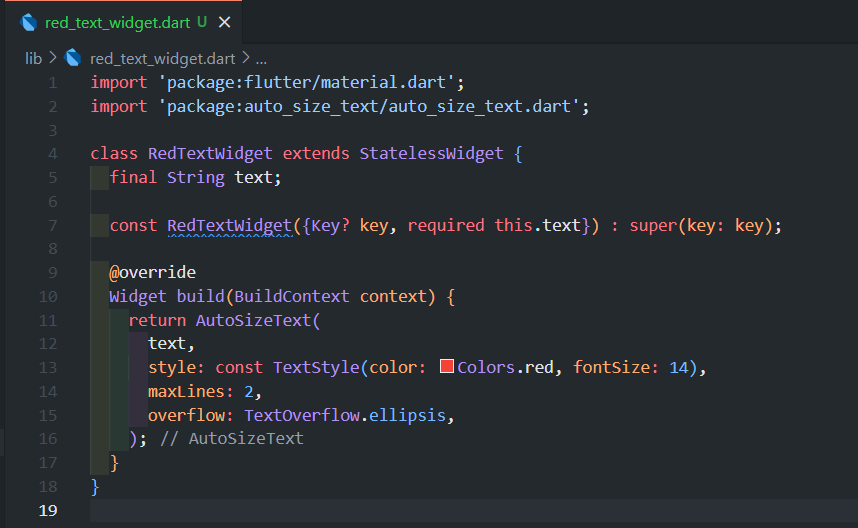 red_text_widget.dart U ×
lib > red_text_widget.dart > ...
1 import 'package:flutter/material.dart';
2 import 'package:auto_size_text/auto_size_text.dart';
3
4 class RedTextWidget extends StatelessWidget {
5   final String text;
6
7   const RedTextWidget({Key? key, required this.text}) : super(key: key);
8
9   @override
10   Widget build(BuildContext context) {
11     return AutoSizeText(
12       text,
13       style: const TextStyle(color: Colors.red, fontSize: 14),
14       maxLines: 2,
15       overflow: TextOverflow.ellipsis,
16     ); // AutoSizeText
17   }
18 }
19